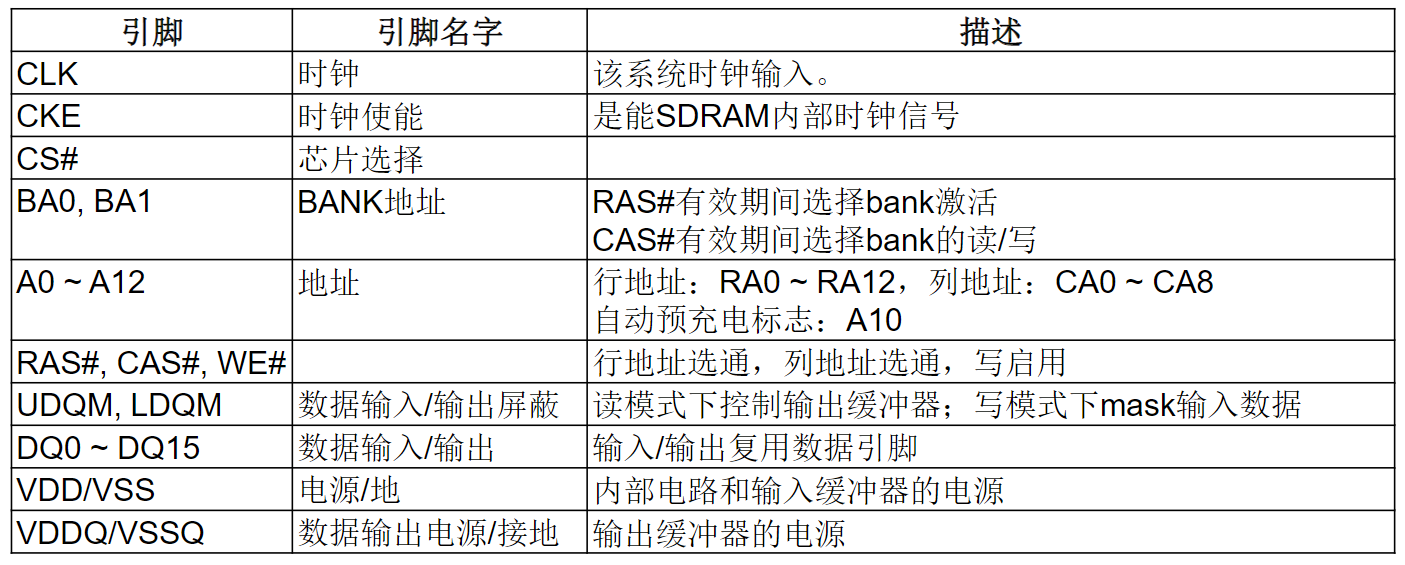 引脚 引脚名字 描述
CLK 时钟 该系统时钟输入。
CKE 时钟使能 是能SDRAM内部时钟信号
CS# 芯片选择
BA0, BA1 BANK地址 RAS#有效期间选择bank激活
CAS#有效期间选择bank的读/写
A0 ~ A12 地址 行地址：RA0 ~ RA12，列地址：CA0 ~ CA8
自动预充电标志：A10
RAS#, CAS#, WE# 行地址选通，列地址选通，写启用
UDQM, LDQM 数据输入/输出屏蔽 读模式下控制输出缓冲器；写模式下mask输入数据
DQ0 ~ DQ15 数据输入/输出 输入/输出复用数据引脚
VDD/VSS 电源/地 内部电路和输入缓冲器的电源
VDDQ/VSSQ 数据输出电源/接地 输出缓冲器的电源